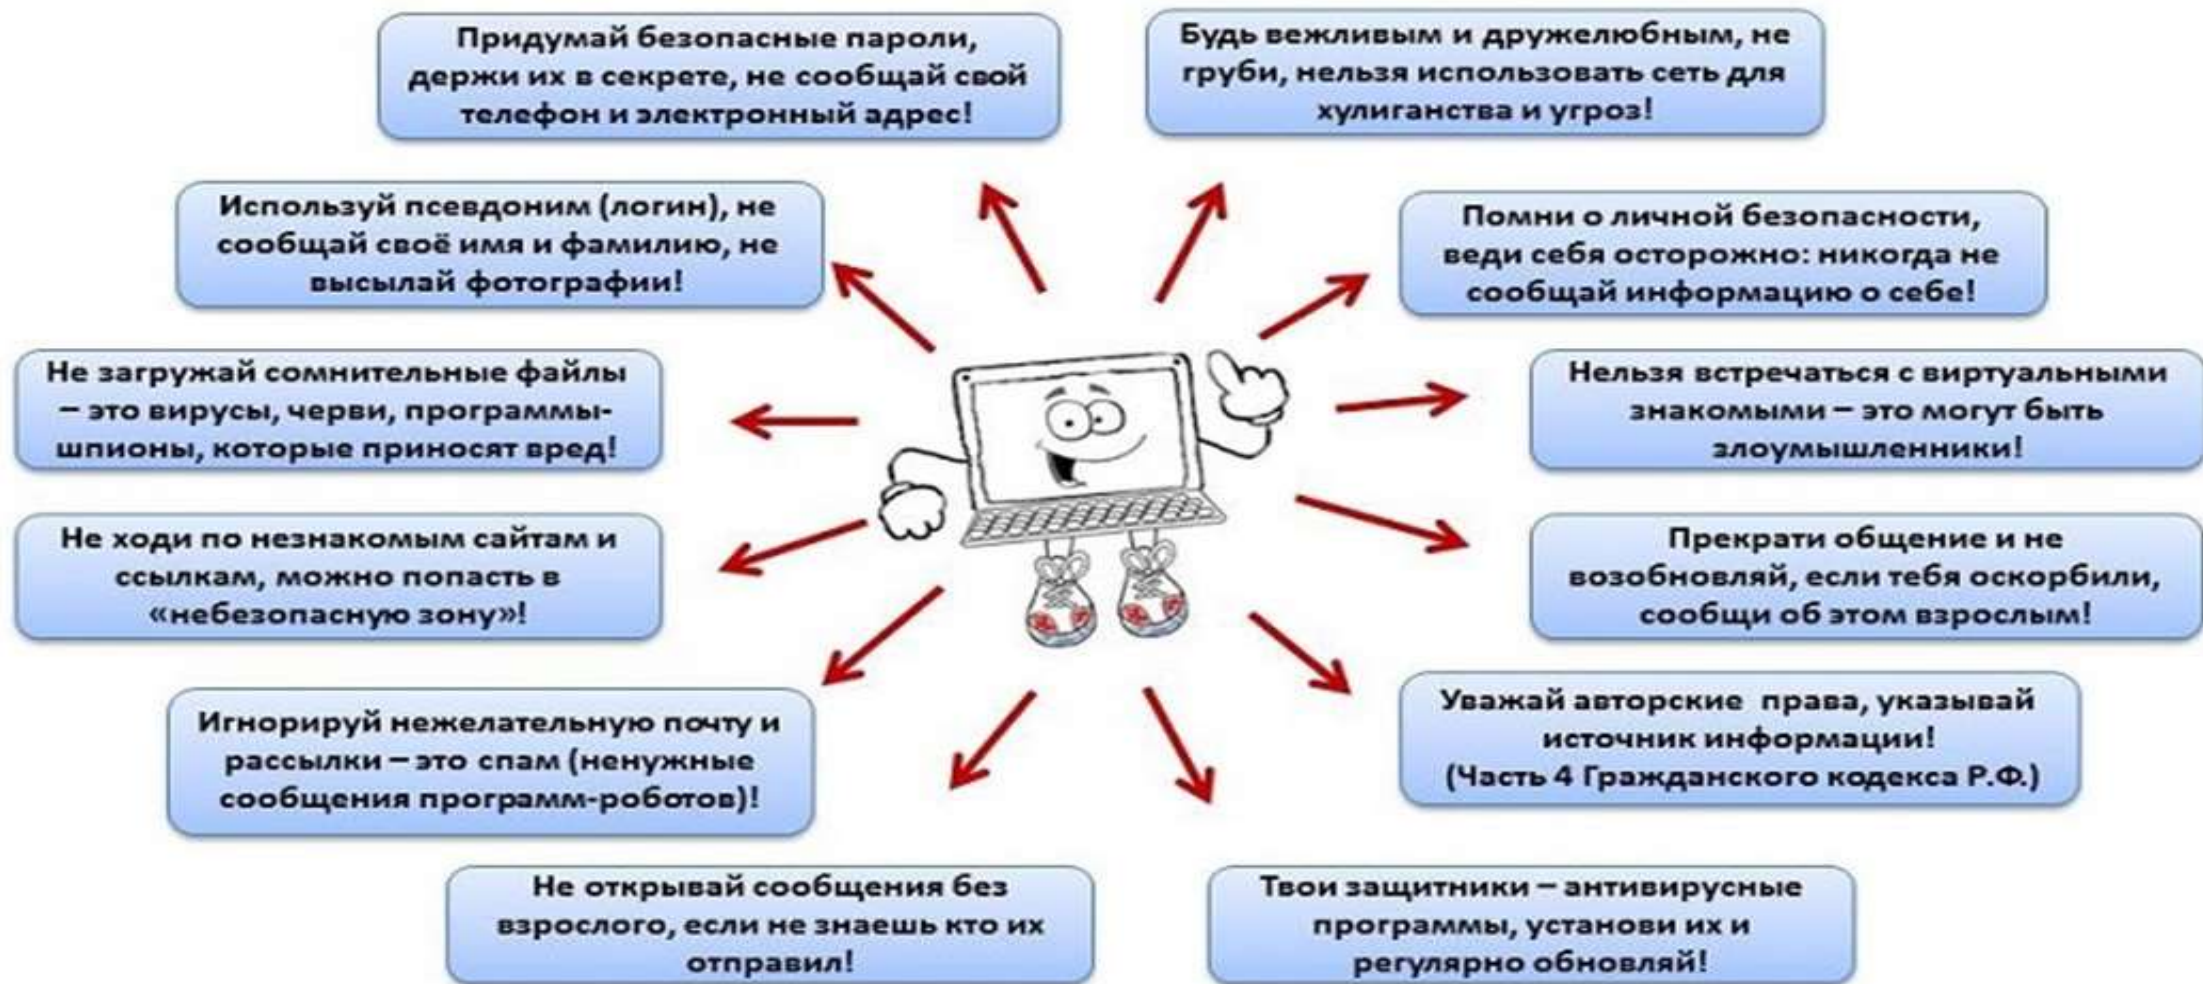 Придумай безопасные пароли,
держи их в секрете, не сообщай свой
телефон и электронный адрес!
Будь вежливым и дружелюбным, не
груби, нельзя использовать сеть для
хулиганства и угроз!
Используй псевдоним (логин), не
сообщай своё имя и фамилию, не
высылай фотографии!
Помни о личной безопасности,
веди себя осторожно: никогда не
сообщай информацию о себе!
Не загружай сомнительные файлы
– это вирусы, черви, программы-
шпионы, которые приносят вред!
Нельзя встречаться с виртуальными
знакомыми – это могут быть
злоумышленники!
Не ходи по незнакомым сайтам и
ссылкам, можно попасть в
«небезопасную зону»!
Прекрати общение и не
возобновляй, если тебя оскорбили,
сообщи об этом взрослым!
Игнорируй нежелательную почту и
рассылки – это спам (ненужные
сообщения программ-роботов)!
Уважай авторские права, указывай
источник информации!
(Часть 4 Гражданского кодекса Р.Ф.)
Не открывай сообщения без
взрослого, если не знаешь кто их
отправил!
Твои защитники – антивирусные
программы, установи их и
регулярно обновляй!